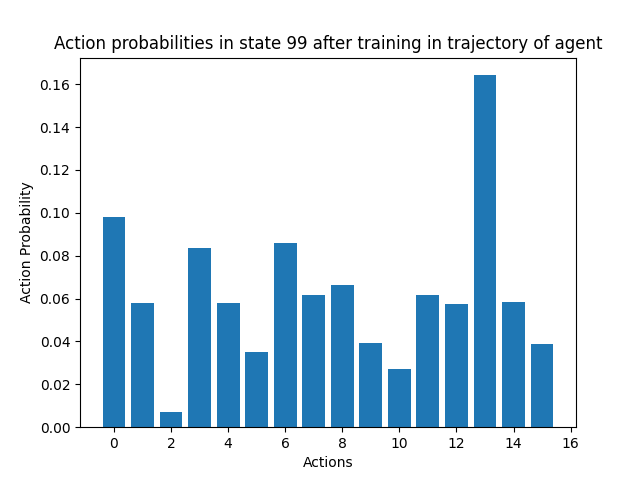 Action probabilities in state 99 after training in trajectory of agent
0.16
0.14
0.12
0.10
0.08
0.06
0.04
0.02
0.00
Action Probability
0 2 4 6 8 10 12 14 16
Actions